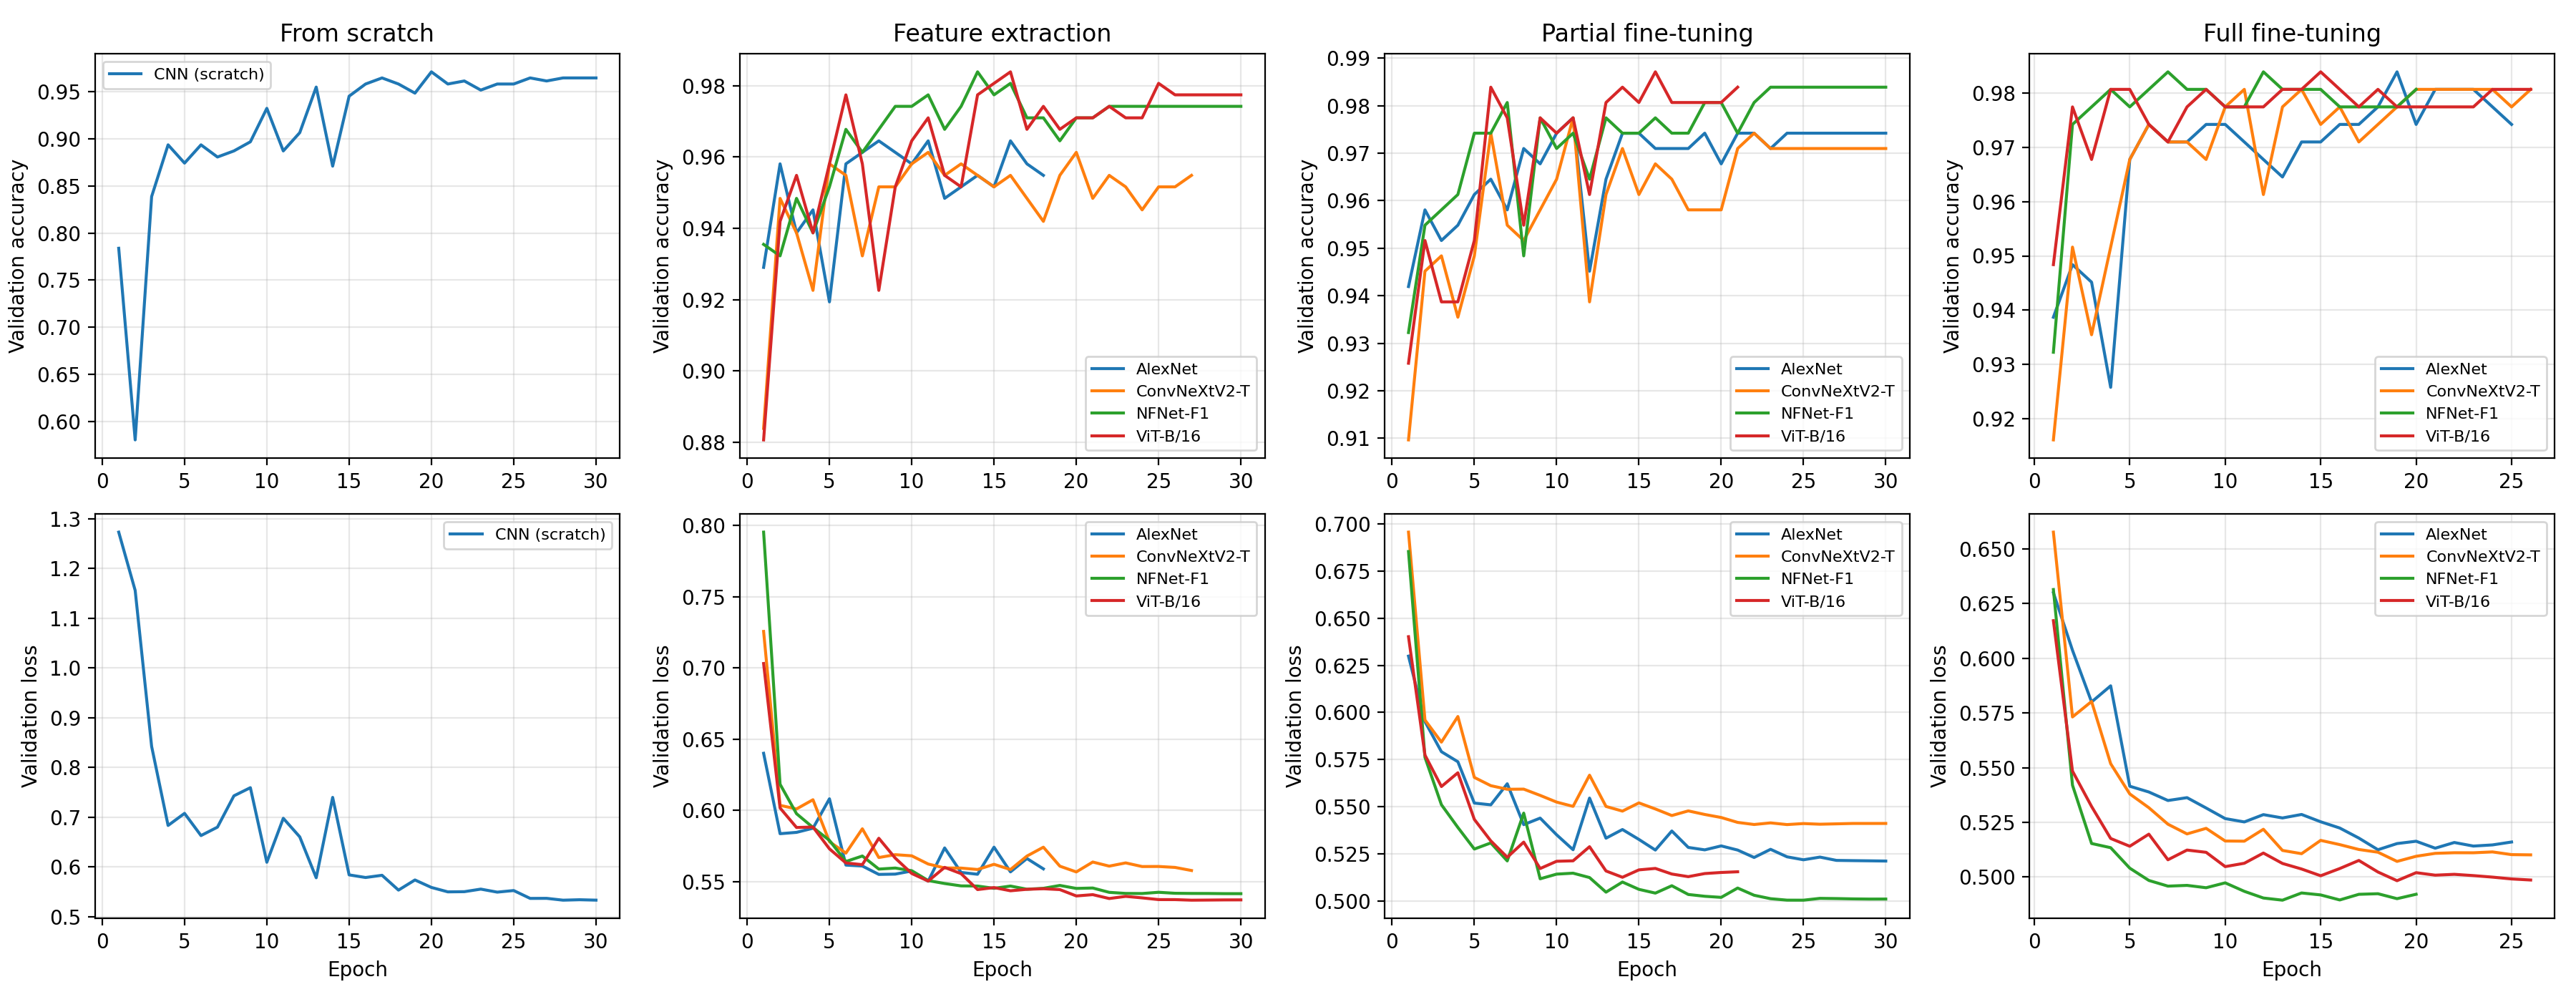 From scratch
Feature extraction
Partial fine-tuning
Full fine-tuning
Validation accuracy
0.95
0.90
0.85
0.80
0.75
0.70
0.65
0.60
CNN (scratch)
0 5 10 15 20 25 30
Validation accuracy
0.98
0.96
0.94
0.92
0.90
0.88
AlexNet
ConvNeXtV2-T
NFNet-F1
ViT-B/16
0 5 10 15 20 25 30
Validation accuracy
0.99
0.98
0.97
0.96
0.95
0.94
0.93
0.92
0.91
AlexNet
ConvNeXtV2-T
NFNet-F1
ViT-B/16
0 5 10 15 20 25 30
Validation accuracy
0.98
0.97
0.96
0.95
0.94
0.93
0.92
AlexNet
ConvNeXtV2-T
NFNet-F1
ViT-B/16
0 5 10 15 20 25
Validation loss
1.3
1.2
1.1
1.0
0.9
0.8
0.7
0.6
0.5
CNN (scratch)
0 5 10 15 20 25 30
Epoch
Validation loss
0.80
0.75
0.70
0.65
0.60
0.55
AlexNet
ConvNeXtV2-T
NFNet-F1
ViT-B/16
0 5 10 15 20 25 30
Epoch
Validation loss
0.700
0.675
0.650
0.625
0.600
0.575
0.550
0.525
0.500
AlexNet
ConvNeXtV2-T
NFNet-F1
ViT-B/16
0 5 10 15 20 25 30
Epoch
Validation loss
0.650
0.625
0.600
0.575
0.550
0.525
0.500
AlexNet
ConvNeXtV2-T
NFNet-F1
ViT-B/16
0 5 10 15 20 25
Epoch